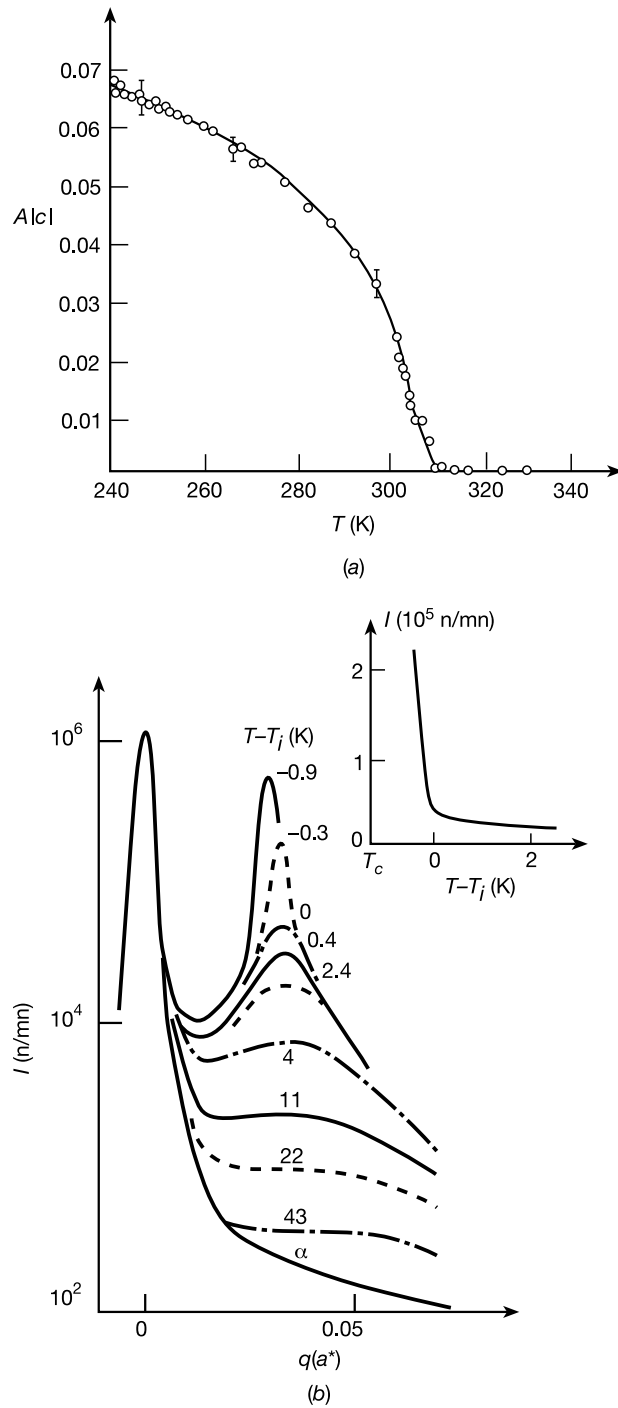 0.07
0.06
0.05
A|c|
0.04
0.03
0.02
0.01
240 260 280 300 320 340
T (K)
(a)
I (10⁵ n/mn)
2
1
0
T_c 0 2
T–T_i (K)
10⁶
T–T_i (K)
–0.9
–0.3
0
0.4
2.4
10⁴
I (n/mn)
4
11
22
43
α
10²
0 0.05
q(a*)
(b)